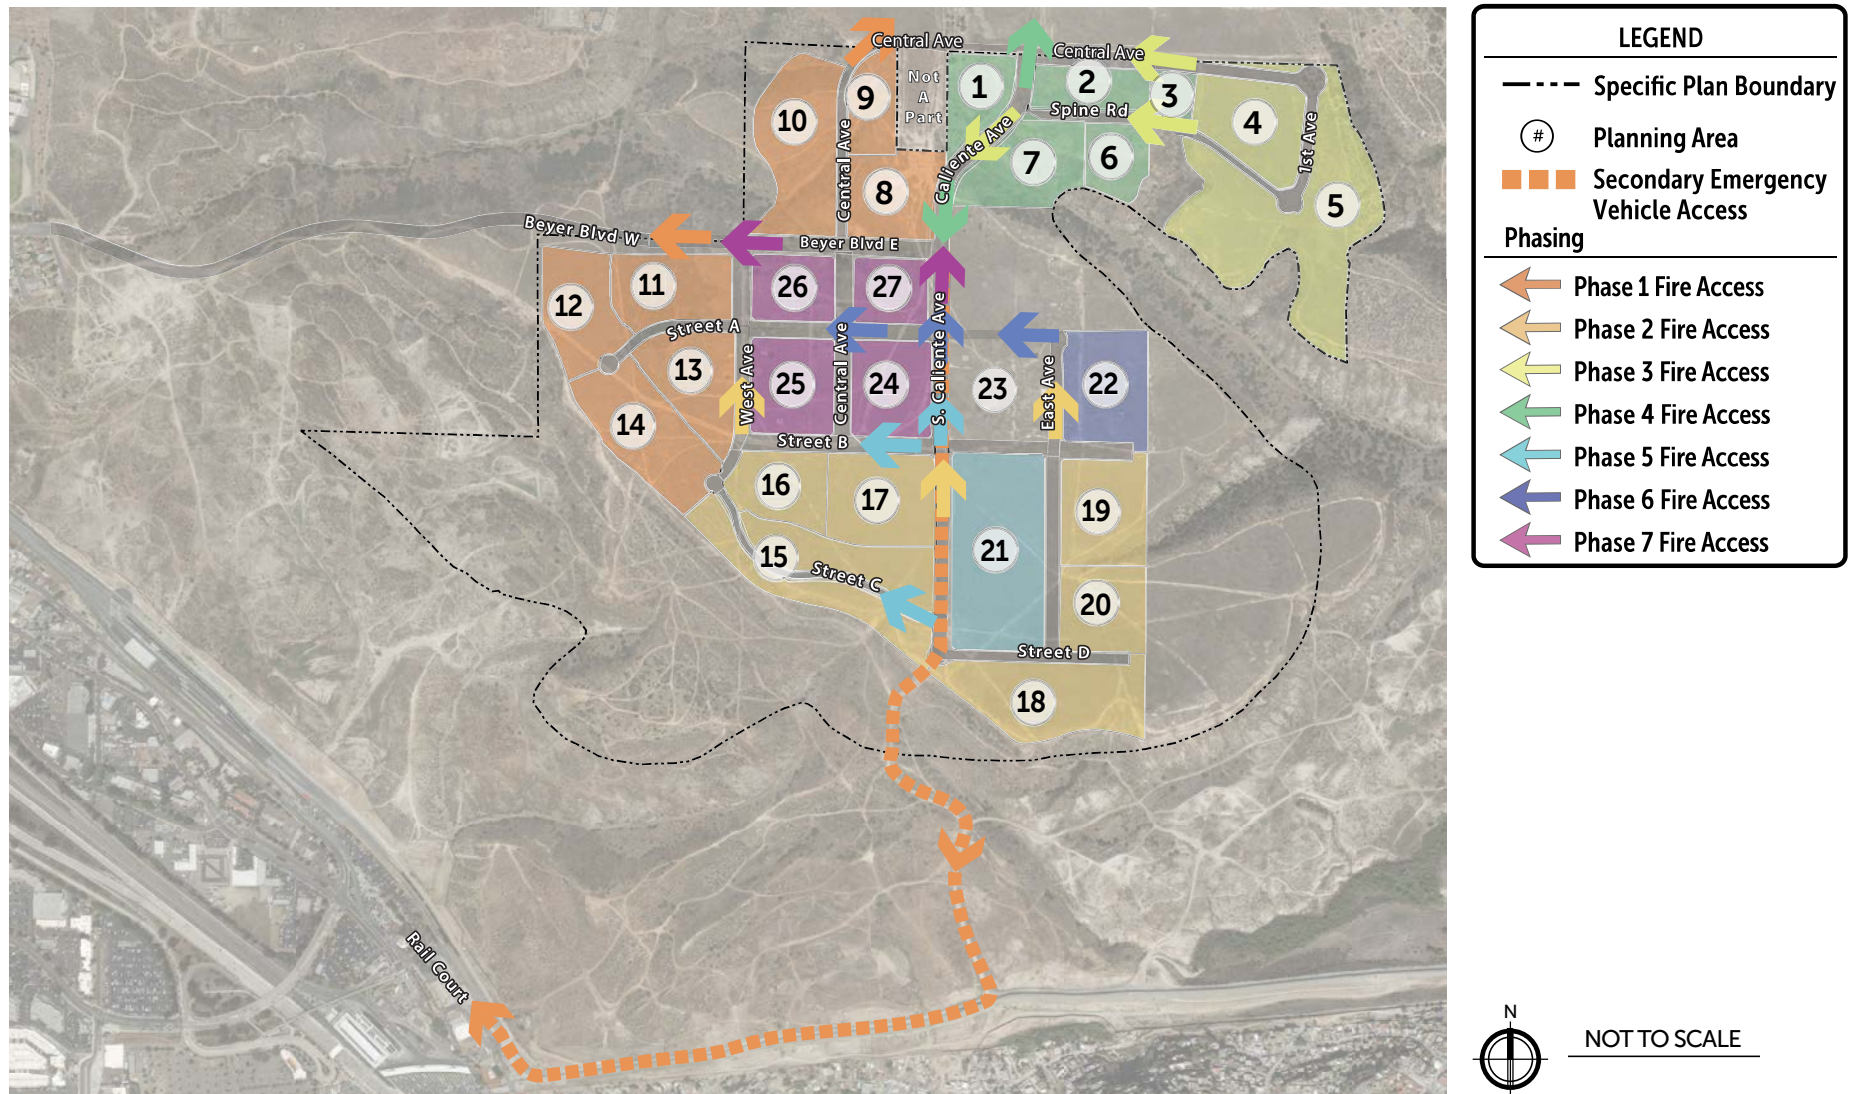 Central Ave
Central Ave
Not
A
Part
1
2
3
4
5
6
7
8
9
10
Spine Rd
1st Ave
Caliente Ave
Central Ave
Beyer Blvd W
Beyer Blvd E
11
12
13
14
26
27
Street A
West Ave
Central Ave
S. Caliente Ave
East Ave
25
24
23
22
Street B
16
17
15
21
19
20
Street C
Street D
18
Rail Court
LEGEND
Specific Plan Boundary
# Planning Area
Secondary Emergency
Vehicle Access
Phasing
Phase 1 Fire Access
Phase 2 Fire Access
Phase 3 Fire Access
Phase 4 Fire Access
Phase 5 Fire Access
Phase 6 Fire Access
Phase 7 Fire Access
N
NOT TO SCALE